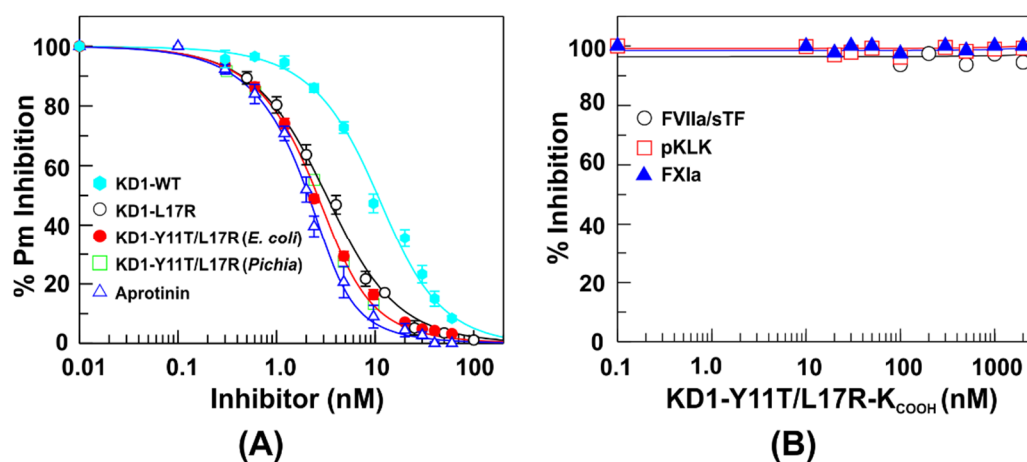 % Pm Inhibition
100
80
60
40
20
0
KD1-WT
KD1-L17R
KD1-Y11T/L17R (E. coli)
KD1-Y11T/L17R (Pichia)
Aprotinin
0.01 0.1 1.0 10 100
Inhibitor (nM)
(A)
% Inhibition
100
80
60
40
20
0
FVIIa/sTF
pKLK
FXIa
0.1 1.0 10 100 1000
KD1-Y11T/L17R-KCOOH (nM)
(B)